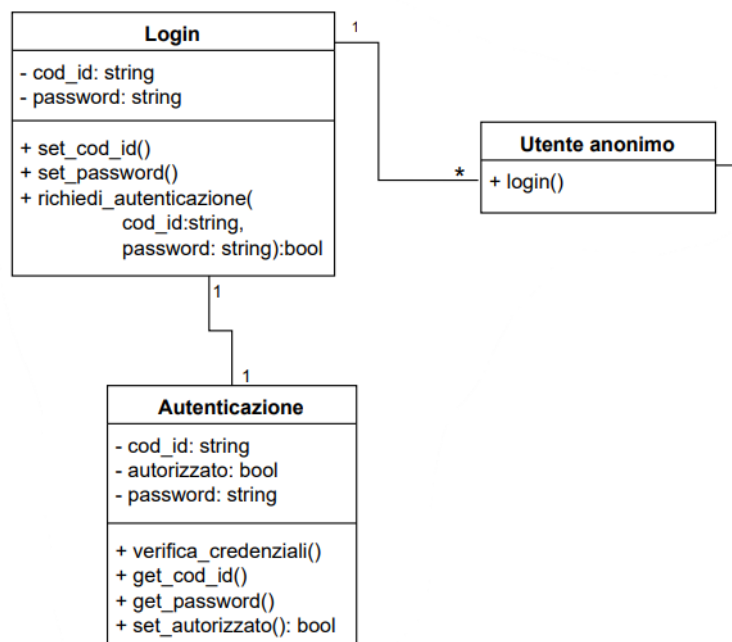 Login
- cod_id: string
- password: string
+ set_cod_id()
+ set_password()
+ richiedi_autenticazione(
cod_id:string,
password: string):bool
1
*
Utente anonimo
+ login()
1
1
Autenticazione
- cod_id: string
- autorizzato: bool
- password: string
+ verifica_credenziali()
+ get_cod_id()
+ get_password()
+ set_autorizzato(): bool